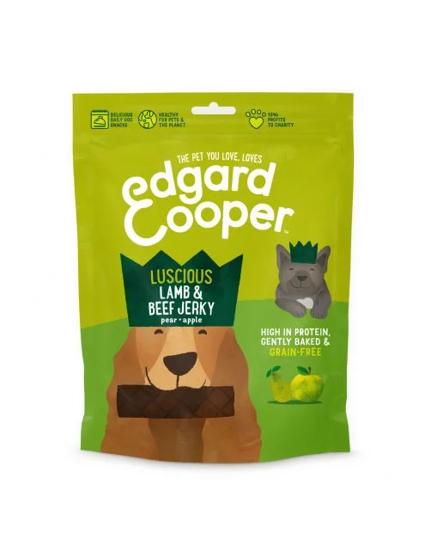 DELICIOUS
DAILY DOG
SNACKS
HEALTHY
FOR PETS &
THE PLANET
10% PROFITS
TO CHARITY
THE PET YOU LOVE, LOVES
edgard
Cooper™
LUSCIOUS
LAMB &
BEEF JERKY
pear • apple
HIGH IN PROTEIN,
GENTLY BAKED &
GRAIN-FREE